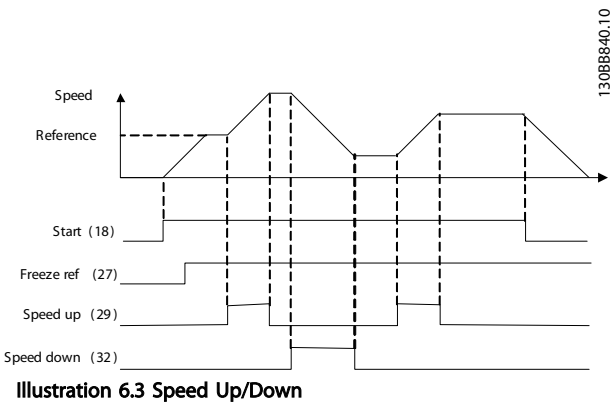 130BB840.10
Speed
Reference
Start (18)
Freeze ref (27)
Speed up (29)
Speed down (32)
Illustration 6.3 Speed Up/Down